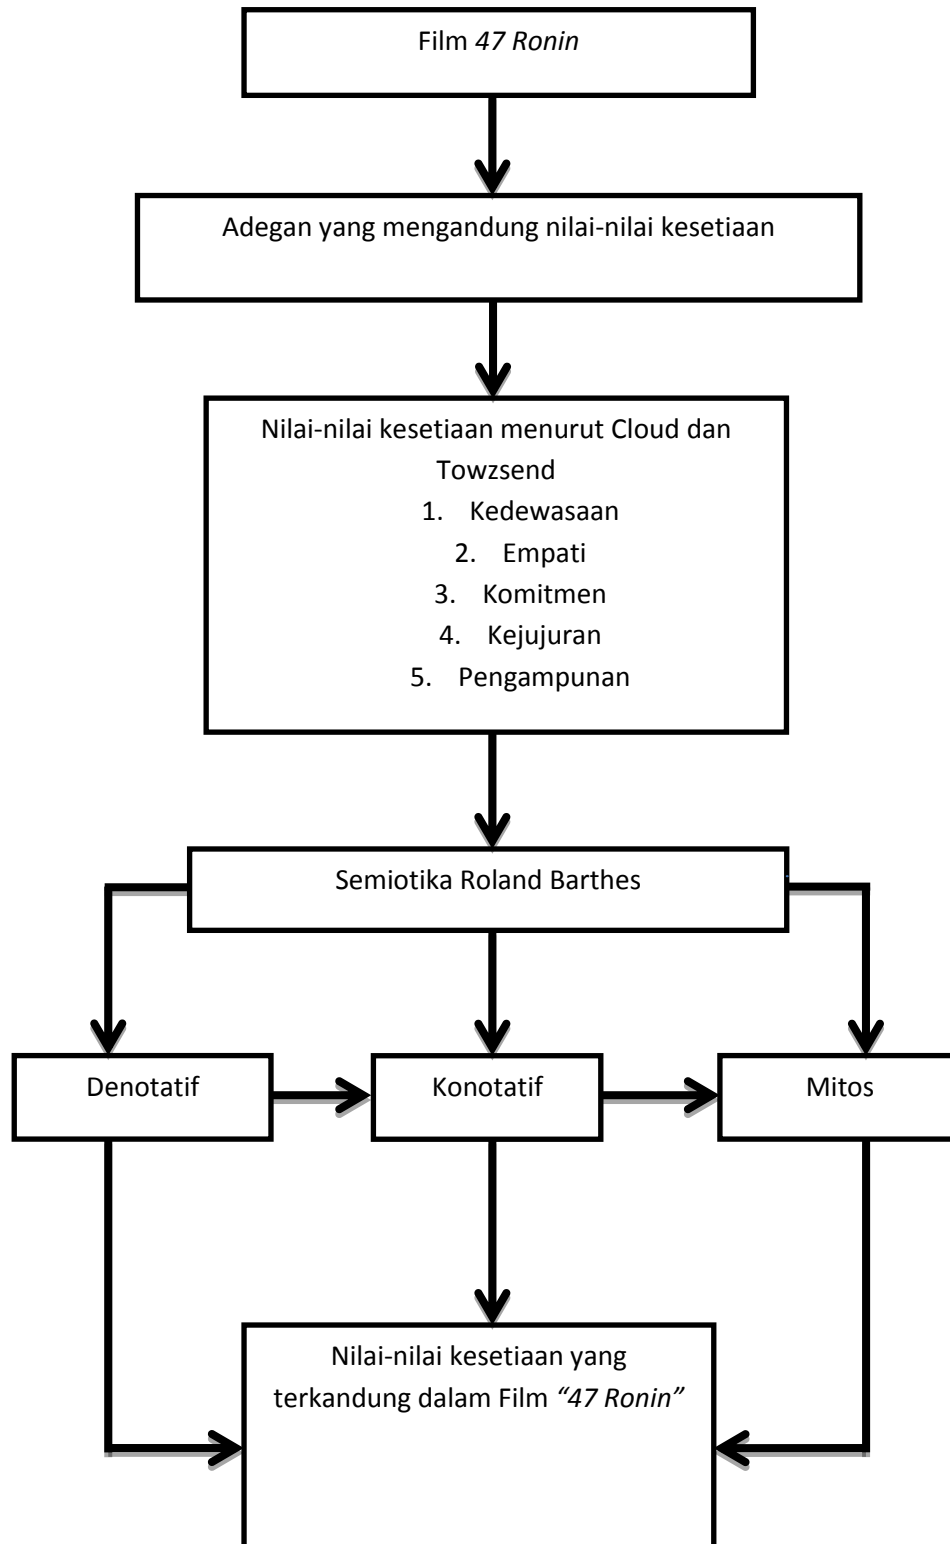 Film 47 Ronin
Adegan yang mengandung nilai-nilai kesetiaan
Nilai-nilai kesetiaan menurut Cloud dan
Towzsend
1. Kedewasaan
2. Empati
3. Komitmen
4. Kejujuran
5. Pengampunan
Semiotika Roland Barthes
Denotatif
Konotatif
Mitos
Nilai-nilai kesetiaan yang
terkandung dalam Film “47 Ronin”